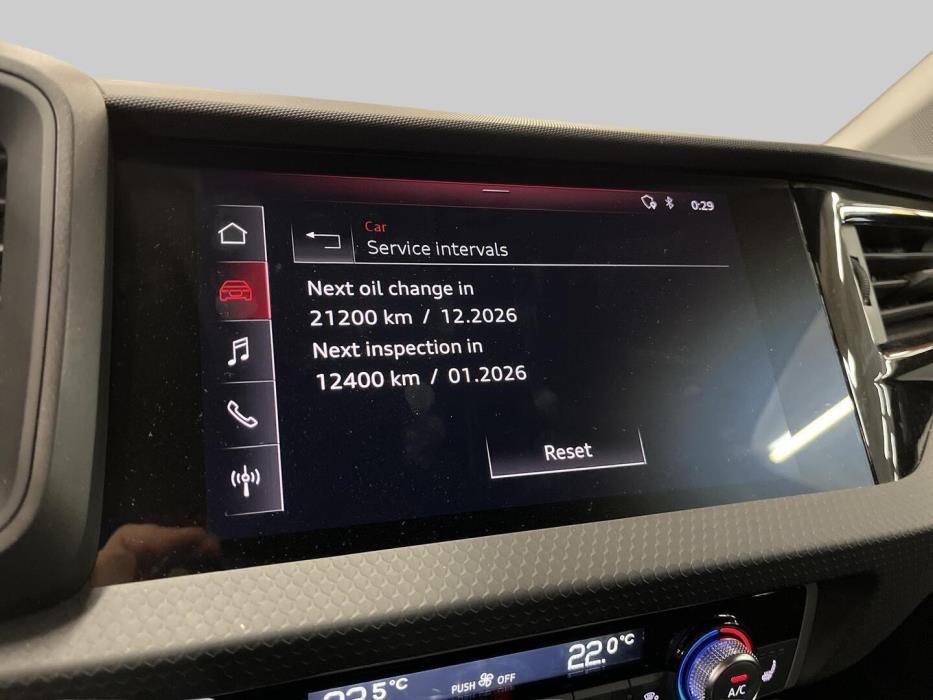 0:29
Car
Service intervals
Next oil change in
21200 km / 12.2026
Next inspection in
12400 km / 01.2026
Reset
22.0°C
5°C
PUSH OFF
A/C